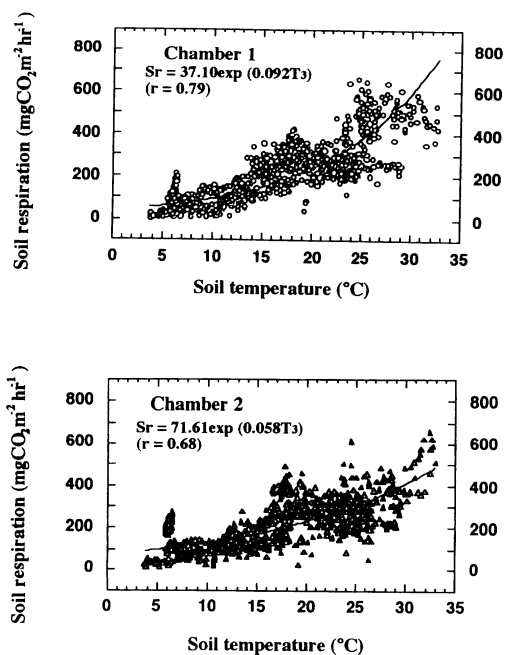 Chamber 1
Sr = 37.10exp (0.092T3)
(r = 0.79)
800
600
400
200
0
800
600
400
200
0
Soil respiration (mgCO2m-2hr-1)
0 5 10 15 20 25 30 35
Soil temperature (°C)
Chamber 2
Sr = 71.61exp (0.058T3)
(r = 0.68)
800
600
400
200
0
800
600
400
200
0
Soil respiration (mgCO2m-2hr-1)
0 5 10 15 20 25 30 35
Soil temperature (°C)